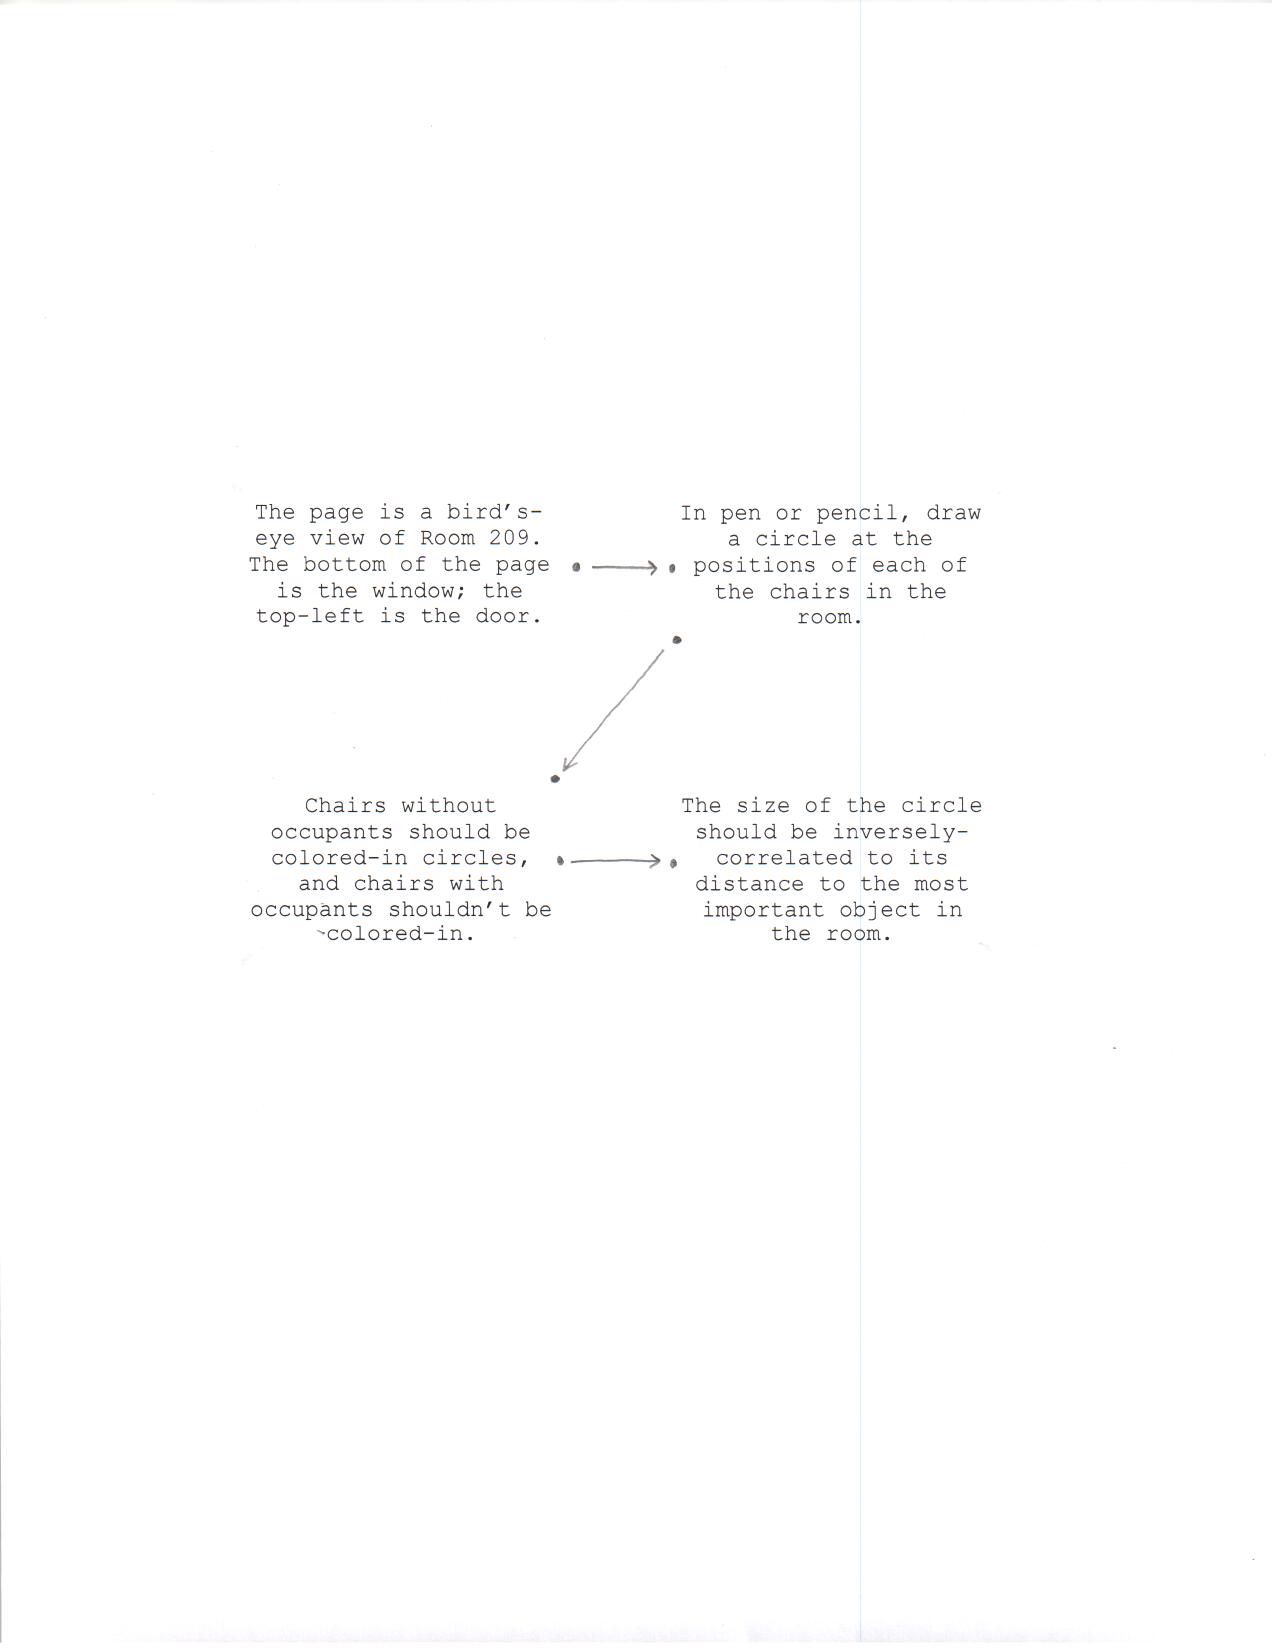 The page is a bird's-
eye view of Room 209.
The bottom of the page
is the window; the
top-left is the door.
In pen or pencil, draw
a circle at the
positions of each of
the chairs in the
room.
Chairs without
occupants should be
colored-in circles,
and chairs with
occupants shouldn't be
colored-in.
The size of the circle
should be inversely-
correlated to its
distance to the most
important object in
the room.